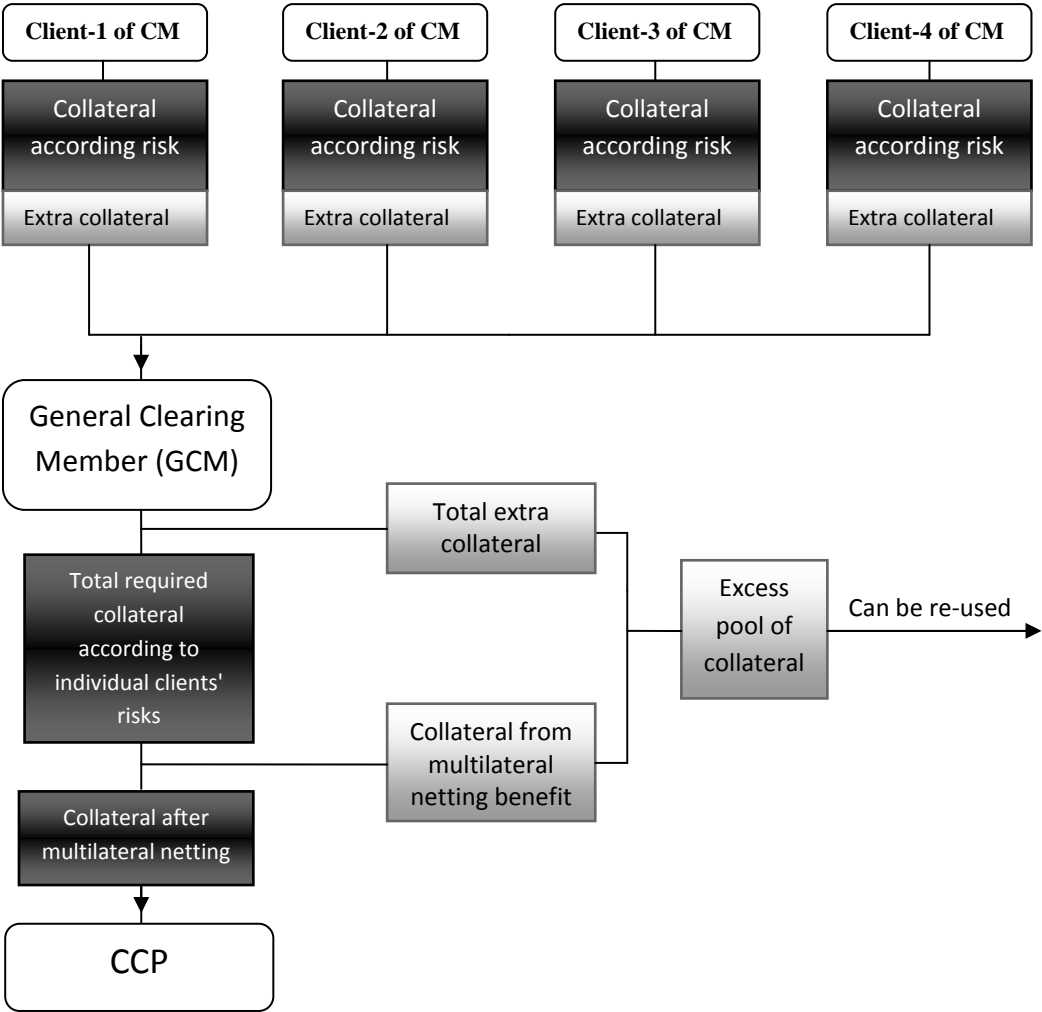 Client-1 of CM
Client-2 of CM
Client-3 of CM
Client-4 of CM
Collateral
according risk
Collateral
according risk
Collateral
according risk
Collateral
according risk
Extra collateral
Extra collateral
Extra collateral
Extra collateral
General Clearing
Member (GCM)
Total extra
collateral
Total required
collateral
according to
individual clients'
risks
Excess
pool of
collateral
Can be re-used
Collateral from
multilateral
netting benefit
Collateral after
multilateral netting
CCP